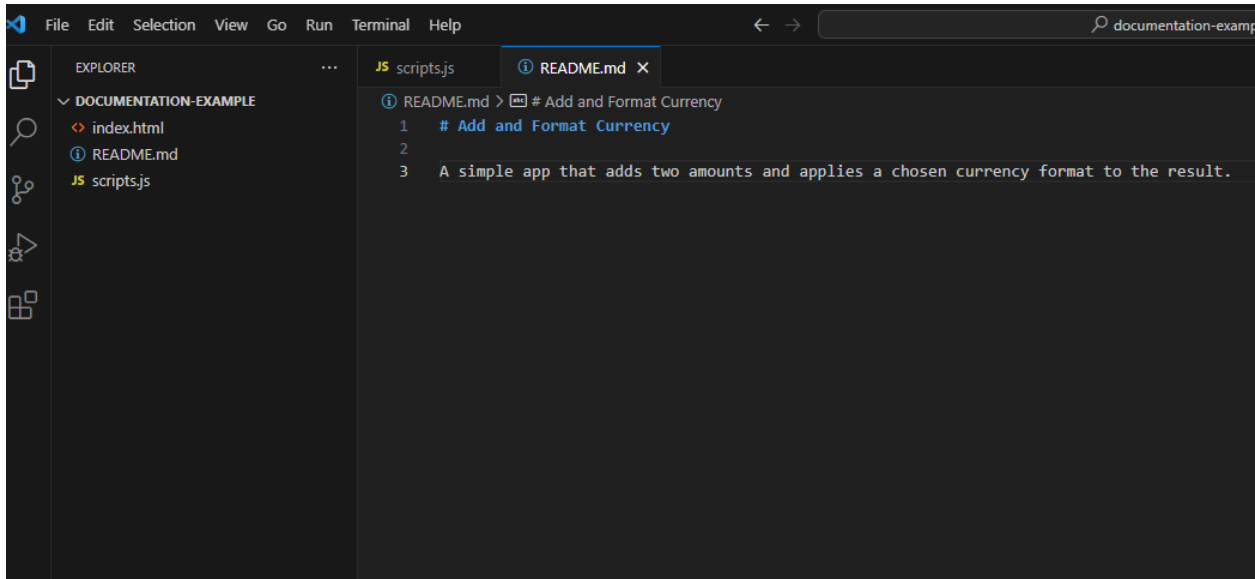 File Edit Selection View Go Run Terminal Help
documentation-examp
EXPLORER ...
DOCUMENTATION-EXAMPLE
index.html
README.md
JS scripts.js
JS scripts.js
README.md
README.md > # Add and Format Currency
1 # Add and Format Currency
2
3 A simple app that adds two amounts and applies a chosen currency format to the result.